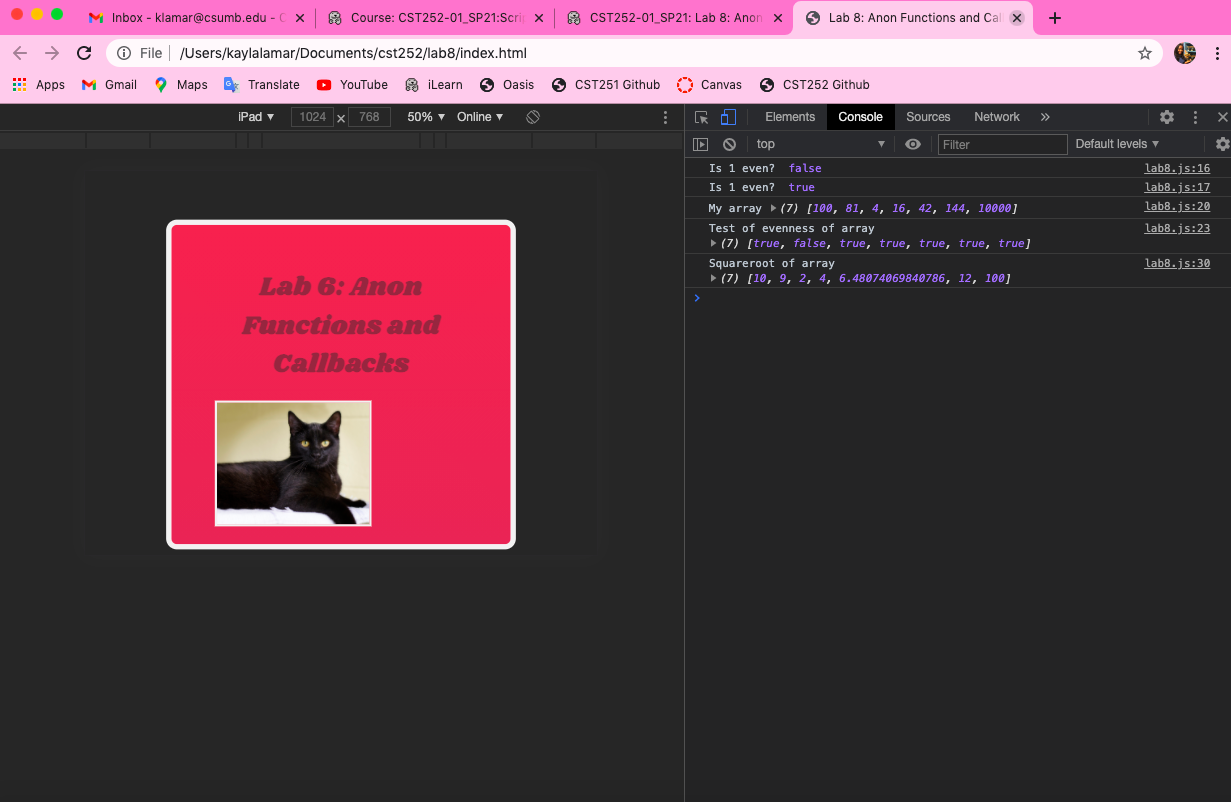 Inbox - klamar@csumb.edu - C
Course: CST252-01_SP21:Scrip
CST252-01_SP21: Lab 8: Anon
Lab 8: Anon Functions and Cal
File /Users/kaylalamar/Documents/cst252/lab8/index.html
Apps Gmail Maps Translate YouTube iLearn Oasis CST251 Github Canvas CST252 Github
iPad ▼ 1024 × 768 50% ▼ Online ▼
Elements Console Sources Network »
top ▼ Filter Default levels ▼
Is 1 even? false lab8.js:16
Is 1 even? true lab8.js:17
My array ▶(7) [100, 81, 4, 16, 42, 144, 10000] lab8.js:20
Test of evenness of array lab8.js:23
▶(7) [true, false, true, true, true, true, true]
Squareroot of array lab8.js:30
▶(7) [10, 9, 2, 4, 6.48074069840786, 12, 100]
Lab 6: Anon
Functions and
Callbacks